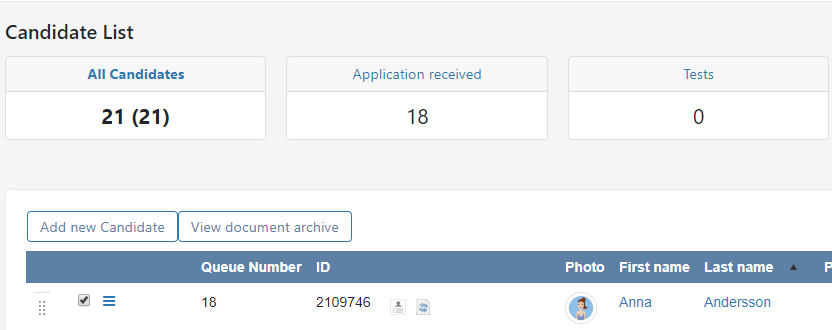 Candidate List
All Candidates Application received Tests
21 (21) 18 0
Add new Candidate View document archive
Queue Number ID Photo First name Last name P
18 2109746 Anna Andersson